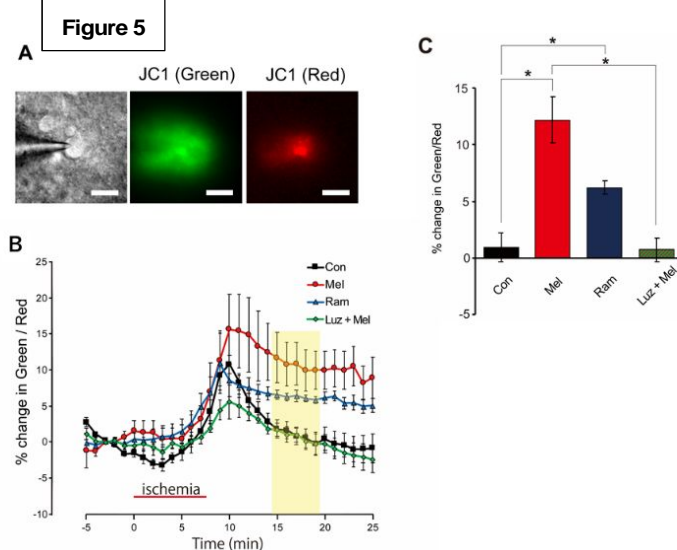 Figure 5
A
JC1 (Green) JC1 (Red)
B
% change in Green / Red
25
20
15
10
5
0
-5
-10
Con
Mel
Ram
Luz + Mel
ischemia
-5 0 5 10 15 20 25
Time (min)
C
* 
* *
% change in Green/Red
15
10
5
0
-5
Con Mel Ram Luz + Mel